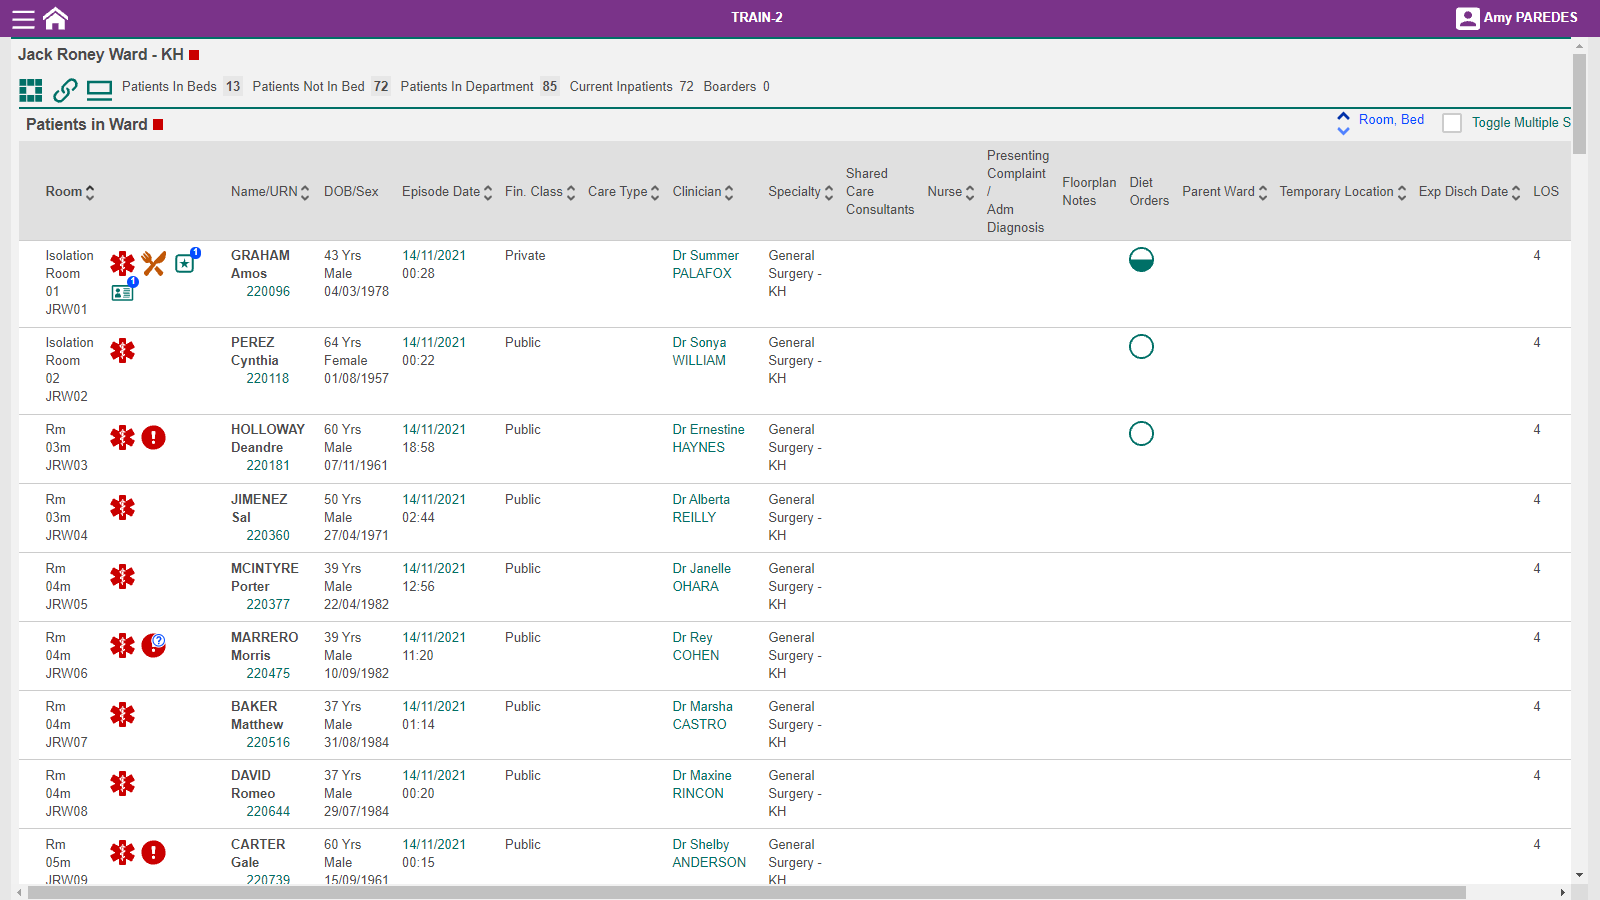 TRAIN-2
Amy PAREDES
Jack Roney Ward - KH
Patients In Beds 13 Patients Not In Bed 72 Patients In Department 85 Current Inpatients 72 Boarders 0
Patients in Ward
Room, Bed
Toggle Multiple S
Room
Name/URN
DOB/Sex
Episode Date
Fin. Class
Care Type
Clinician
Specialty
Shared
Care
Consultants
Nurse
Presenting
Complaint
/
Adm
Diagnosis
Floorplan
Notes
Diet
Orders
Parent Ward
Temporary Location
Exp Disch Date
LOS
Isolation
Room
01
JRW01
1
1
GRAHAM
Amos
220096
43 Yrs
Male
04/03/1978
14/11/2021
00:28
Private
Dr Summer
PALAFOX
General
Surgery -
KH
4
Isolation
Room
02
JRW02
PEREZ
Cynthia
220118
64 Yrs
Female
01/08/1957
14/11/2021
00:22
Public
Dr Sonya
WILLIAM
General
Surgery -
KH
4
Rm
03m
JRW03
!
HOLLOWAY
Deandre
220181
60 Yrs
Male
07/11/1961
14/11/2021
18:58
Public
Dr Ernestine
HAYNES
General
Surgery -
KH
4
Rm
03m
JRW04
JIMENEZ
Sal
220360
50 Yrs
Male
27/04/1971
14/11/2021
02:44
Public
Dr Alberta
REILLY
General
Surgery -
KH
4
Rm
04m
JRW05
MCINTYRE
Porter
220377
39 Yrs
Male
22/04/1982
14/11/2021
12:56
Public
Dr Janelle
OHARA
General
Surgery -
KH
4
Rm
04m
JRW06
?
!
MARRERO
Morris
220475
39 Yrs
Male
10/09/1982
14/11/2021
11:20
Public
Dr Rey
COHEN
General
Surgery -
KH
4
Rm
04m
JRW07
BAKER
Matthew
220516
37 Yrs
Male
31/08/1984
14/11/2021
01:14
Public
Dr Marsha
CASTRO
General
Surgery -
KH
4
Rm
04m
JRW08
DAVID
Romeo
220644
37 Yrs
Male
29/07/1984
14/11/2021
00:20
Public
Dr Maxine
RINCON
General
Surgery -
KH
4
Rm
05m
JRW09
!
CARTER
Gale
220739
60 Yrs
Male
15/09/1961
14/11/2021
00:15
Public
Dr Shelby
ANDERSON
General
Surgery -
KH
4